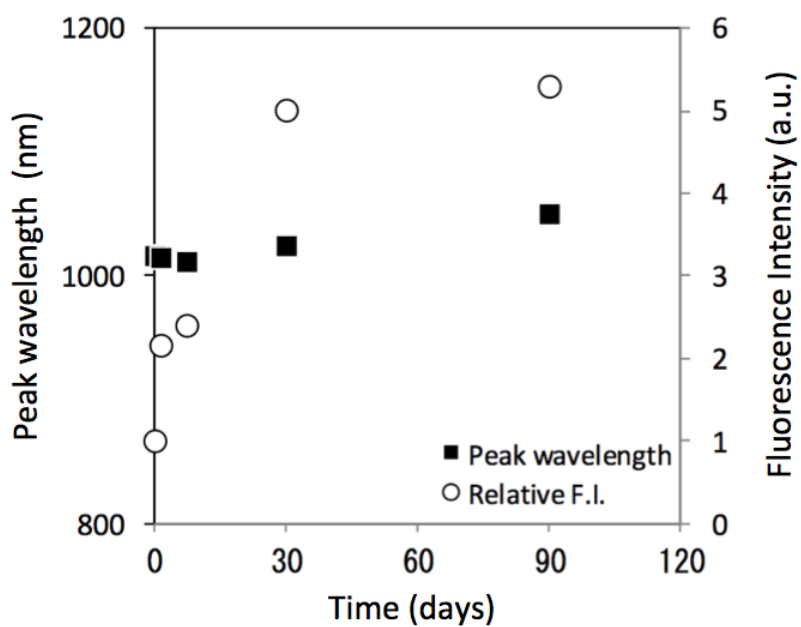 1200
1000
800
Peak wavelength (nm)
6
5
4
3
2
1
0
Fluorescence Intensity (a.u.)
Peak wavelength
Relative F.I.
0 30 60 90 120
Time (days)